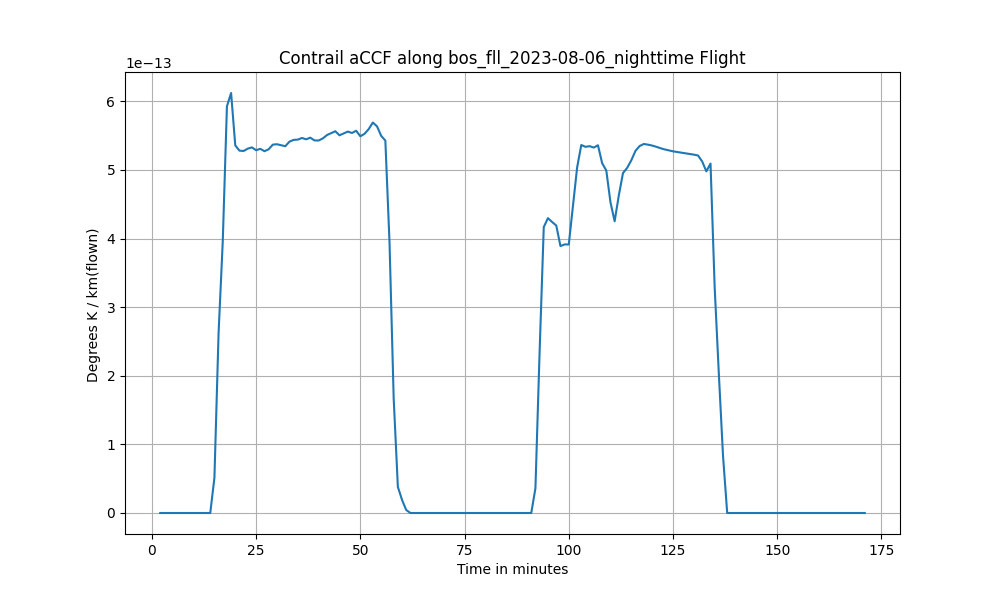 Contrail aCCF along bos_fll_2023-08-06_nighttime Flight
1e−13
6
5
4
3
2
1
0
Degrees K / km(flown)
0 25 50 75 100 125 150 175
Time in minutes